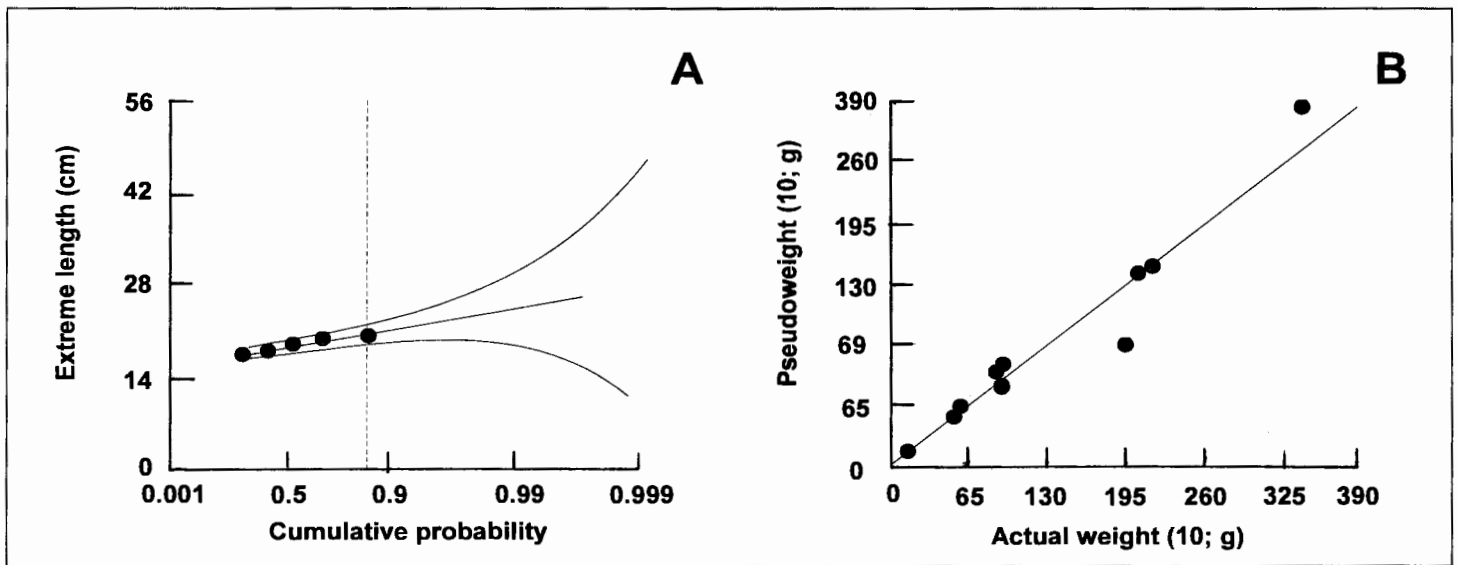 A
Extreme length (cm)
56
42
28
14
0
0.001 0.5 0.9 0.99 0.999
Cumulative probability
B
Pseudoweight (10; g)
390
260
195
130
69
65
0
0 65 130 195 260 325 390
Actual weight (10; g)